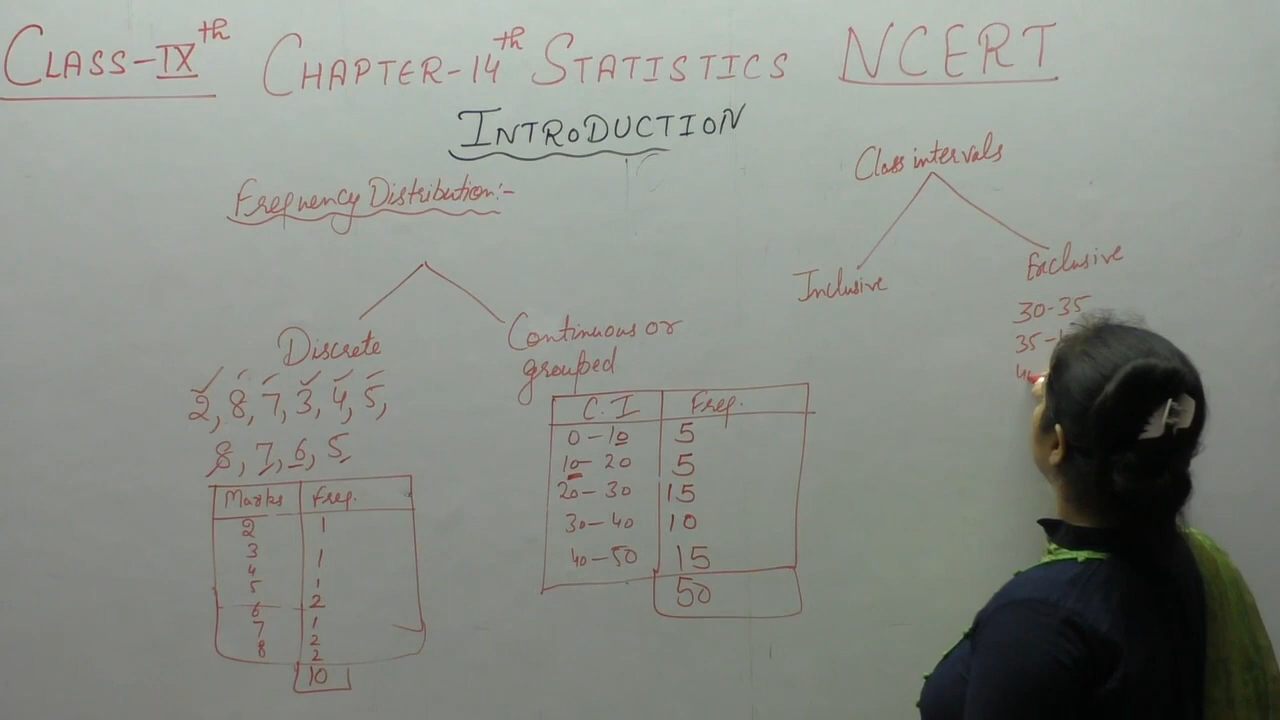 CLASS-IXth CHAPTER-14th STATISTICS NCERT
INTRODUCTION
Frequency Distribution:-
Discrete
2, 8, 7, 3, 4, 5,
8, 7, 6, 5
Marks Freq.
2 1
3 1
4 1
5 2
6 1
7 2
8 2
10
Continuous or
grouped
C.I Freq.
0-10 5
10-20 5
20-30 15
30-40 10
40-50 15
50
Class intervals
Inclusive
Exclusive
30-35
35-